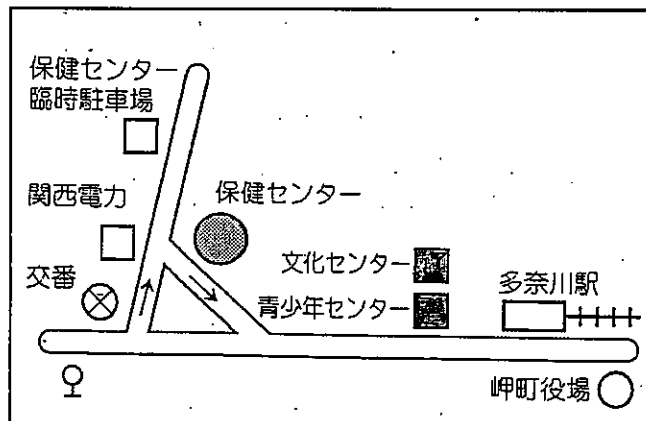 保健センター
臨時駐車場
関西電力
保健センター
交番
文化センター
青少年センター
多奈川駅
岬町役場